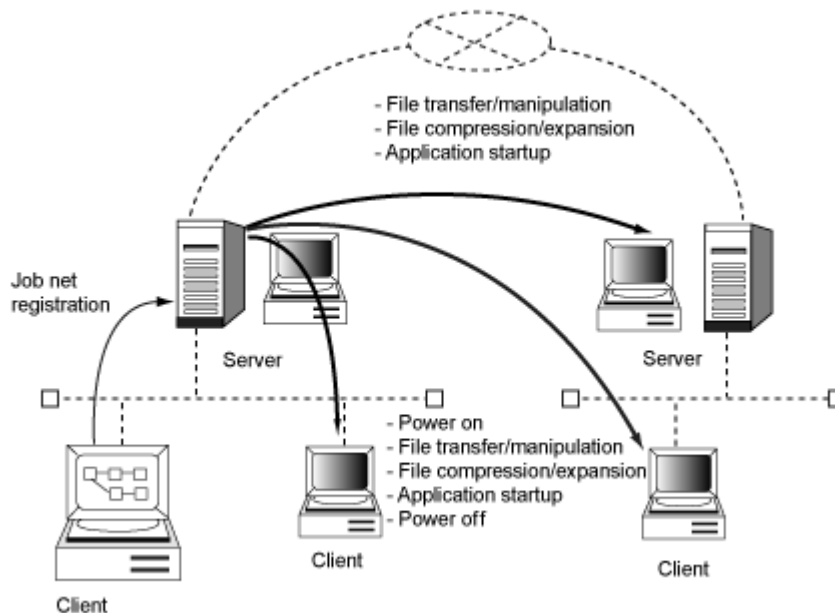 - File transfer/manipulation
- File compression/expansion
- Application startup
Job net
registration
Server
Server
- Power on
- File transfer/manipulation
- File compression/expansion
- Application startup
- Power off
Client
Client
Client